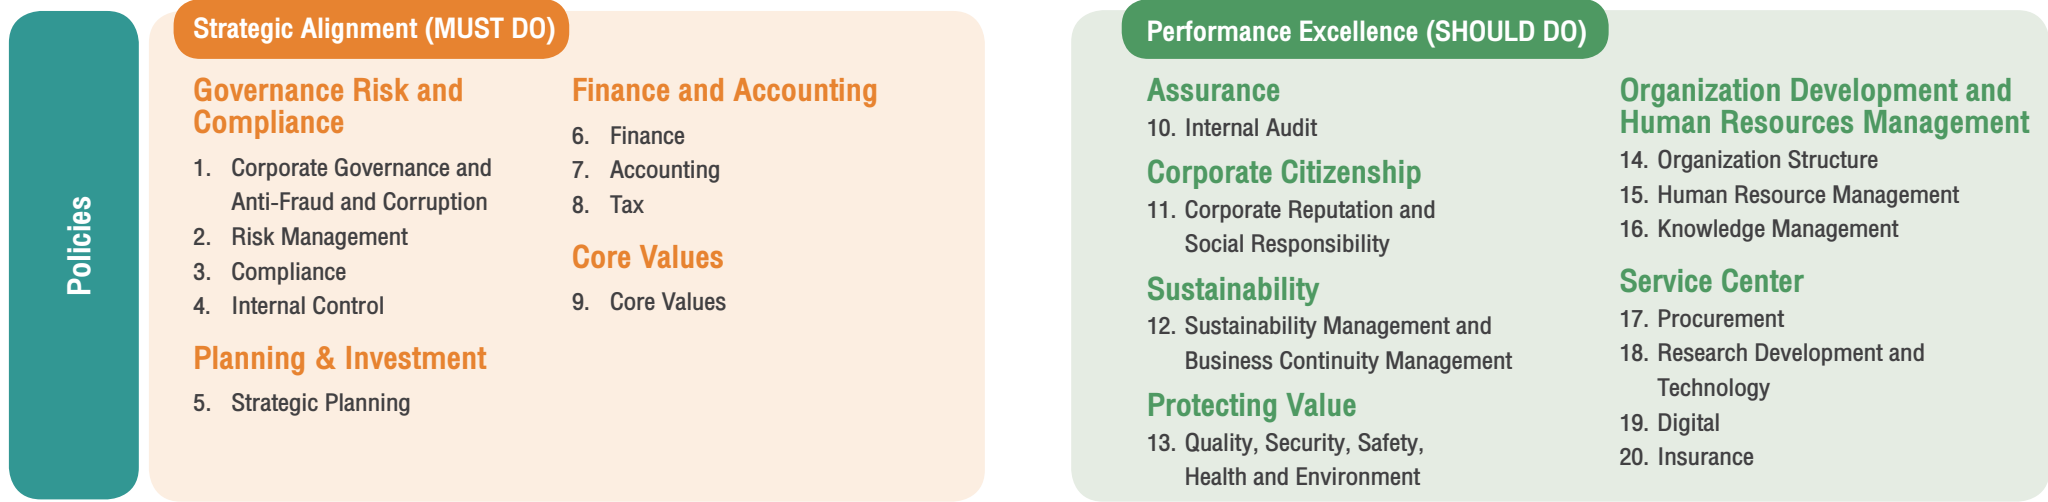 Policies
Strategic Alignment (MUST DO)
Governance Risk and
Compliance
1. Corporate Governance and
Anti-Fraud and Corruption
2. Risk Management
3. Compliance
4. Internal Control
Planning & Investment
5. Strategic Planning
Finance and Accounting
6. Finance
7. Accounting
8. Tax
Core Values
9. Core Values
Performance Excellence (SHOULD DO)
Assurance
10. Internal Audit
Corporate Citizenship
11. Corporate Reputation and
Social Responsibility
Sustainability
12. Sustainability Management and
Business Continuity Management
Protecting Value
13. Quality, Security, Safety,
Health and Environment
Organization Development and
Human Resources Management
14. Organization Structure
15. Human Resource Management
16. Knowledge Management
Service Center
17. Procurement
18. Research Development and
Technology
19. Digital
20. Insurance